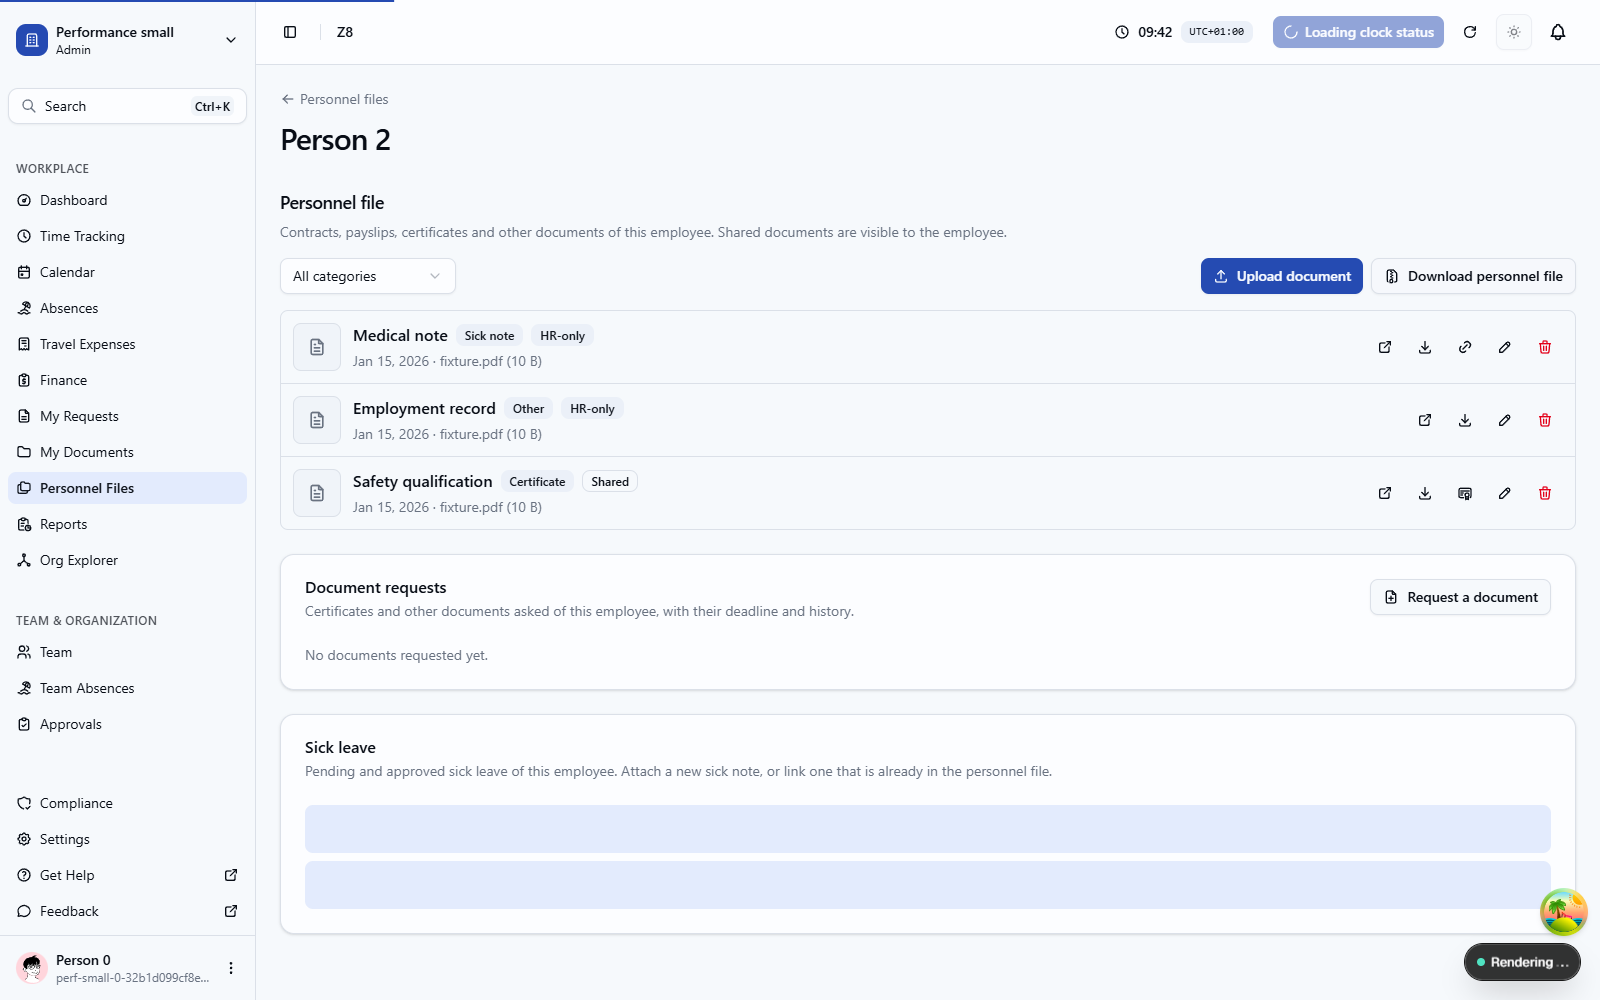 Performance small
Admin
Search
Ctrl+K
WORKPLACE
Dashboard
Time Tracking
Calendar
Absences
Travel Expenses
Finance
My Requests
My Documents
Personnel Files
Reports
Org Explorer
TEAM & ORGANIZATION
Team
Team Absences
Approvals
Compliance
Settings
Get Help
Feedback
Person 0
perf-small-0-32b1d099cf8e...
Z8
09:42
UTC+01:00
Loading clock status
Personnel files
Person 2
Personnel file
Contracts, payslips, certificates and other documents of this employee. Shared documents are visible to the employee.
All categories
Upload document
Download personnel file
Medical note Sick note HR-only
Jan 15, 2026 · fixture.pdf (10 B)
Employment record Other HR-only
Jan 15, 2026 · fixture.pdf (10 B)
Safety qualification Certificate Shared
Jan 15, 2026 · fixture.pdf (10 B)
Document requests
Certificates and other documents asked of this employee, with their deadline and history.
Request a document
No documents requested yet.
Sick leave
Pending and approved sick leave of this employee. Attach a new sick note, or link one that is already in the personnel file.
Rendering ...